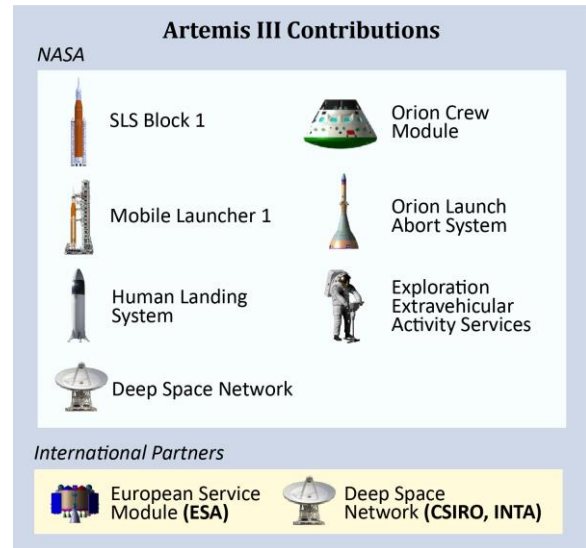 Artemis III Contributions
NASA
SLS Block 1
Orion Crew
Module
Mobile Launcher 1
Orion Launch
Abort System
Human Landing
System
Exploration
Extravehicular
Activity Services
Deep Space Network
International Partners
European Service
Module (ESA)
Deep Space
Network (CSIRO, INTA)